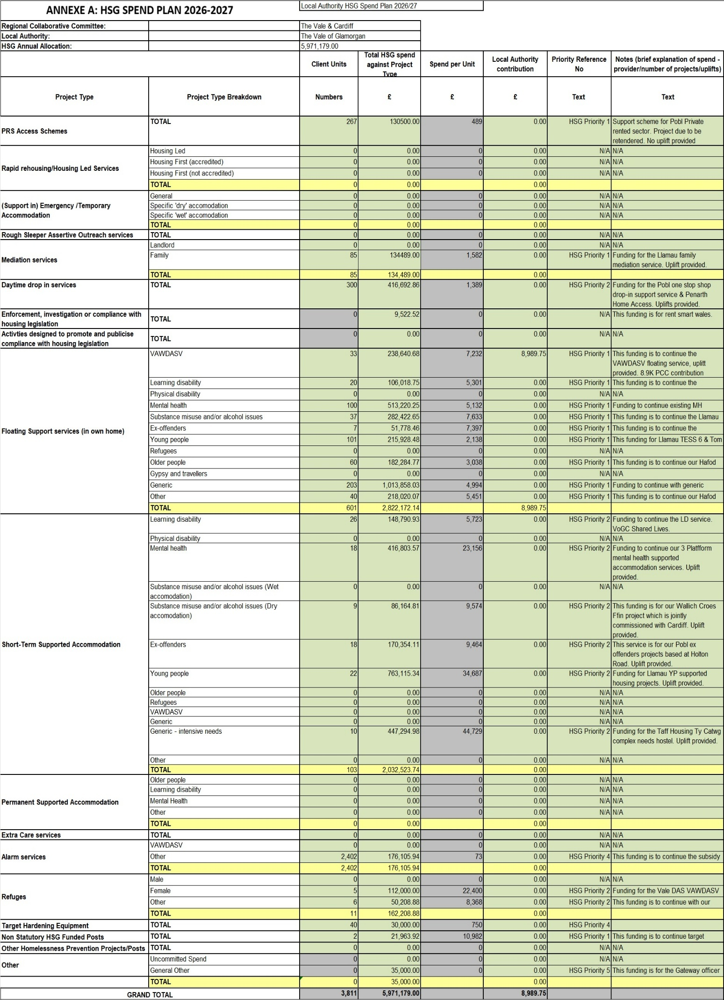 ANNEXE A: HSG SPEND PLAN 2026-2027
Local Authority HSG Spend Plan 2026/27
Regional Collaborative Committee: The Vale & Cardiff
Local Authority: The Vale of Glamorgan
HSG Annual Allocation: 5,971,179.00
Client Units
Total HSG spend
against Project
Type
Spend per Unit
Local Authority
contribution
Priority Reference
No
Notes (brief explanation of spend -
provider/number of projects/uplifts)
Project Type Project Type Breakdown Numbers £ £ £ Text Text
PRS Access Schemes
TOTAL 267 130500.00 489 0.00 HSG Priority 1 Support scheme for Pobl Private
rented sector. Project due to be
retendered. No uplift provided
Rapid rehousing/Housing Led Services
Housing Led 0 0.00 0 0.00 N/A N/A
Housing First (accredited) 0 0.00 0 0.00 N/A N/A
Housing First (not accredited) 0 0.00 0 0.00 N/A N/A
TOTAL 0 0.00 0.00
(Support in) Emergency /Temporary
Accommodation
General 0 0.00 0 0.00 N/A N/A
Specific 'dry' accomodation 0 0.00 0 0.00 N/A N/A
Specific 'wet' accomodation 0 0.00 0 0.00 N/A N/A
TOTAL 0 0.00 0.00
Rough Sleeper Assertive Outreach services TOTAL 0 0.00 0 0.00 N/A N/A
Mediation services
Landlord 0 0.00 0 0.00 N/A N/A
Family 85 134489.00 1,582 0.00 HSG Priority 1 Funding for the Llamau family
mediation service. Uplift provided.
TOTAL 85 134,489.00 0.00
Daytime drop in services TOTAL 300 416,692.86 1,389 0.00 HSG Priority 2 Funding for the Pobl one stop shop
drop-in support service & Penarth
Home Access. Uplifts provided.
Enforcement, investigation or compliance with
housing legislation
TOTAL 0 9,522.52 0 0.00 N/A This funding is for rent smart wales.
Activties designed to promote and publicise
compliance with housing legislation
TOTAL 0 0.00 0 0.00 N/A N/A
Floating Support services (in own home)
VAWDASV 33 238,640.68 7,232 8,989.75 HSG Priority 1 This funding is to continue the
VAWDASV floating service, uplitt
provided. 8.9K PCC contribution
Learning disability 20 106,018.75 5,301 0.00 HSG Priority 1 This funding is to continue the
Physical disability 0 0.00 0 0.00 N/A N/A
Mental health 100 513,220.25 5,132 0.00 HSG Priority 1 Funding to continue existing MH
Substance misuse and/or alcohol issues 37 282,422.65 7,633 0.00 HSG Priority 1 This funding is to continue the Llamau
Ex-offenders 7 51,778.46 7,397 0.00 HSG Priority 1 This funding is to continue the
Young people 101 215,928.48 2,138 0.00 HSG Priority 1 This funding for Llamau TESS 6 & Tom
Refugees 0 0.00 0 0.00 N/A N/A
Older people 60 182,284.77 3,038 0.00 HSG Priority 1 This funding is to continue our Hafod
Gypsy and travellers 0 0.00 0 0.00 N/A N/A
Generic 203 1,013,858.03 4,994 0.00 HSG Priority 1 Funding to continue with generic
Other 40 218,020.07 5,451 0.00 HSG Priority 1 This funding is to continue our Hafod
TOTAL 601 2,822,172.14 8,989.75
Short-Term Supported Accommodation
Learning disability 26 148,790.93 5,723 0.00 HSG Priority 2 Funding to continue the LD service.
VoGC Shared Lives.
Physical disability 0 0.00 0 0.00 N/A N/A
Mental health 18 416,803.57 23,156 0.00 HSG Priority 2 Funding to continue our 3 Platfform
mental health supported
accommodation services. Uplift
provided.
Substance misuse and/or alcohol issues (Wet
accomodation) 0 0.00 0 0.00 N/A N/A
Substance misuse and/or alcohol issues (Dry
accomodation) 9 86,164.81 9,574 0.00 HSG Priority 2 This funding is for our Wallich Croes
Ffin project which is jointly
commissioned with Cardiff. Uplift
provided.
Ex-offenders 18 170,354.11 9,464 0.00 HSG Priority 2 This service is for our Pobl ex
offenders projects based at Holton
Road. Uplift provided.
Young people 22 763,115.34 34,687 0.00 HSG Priority 2 Funding for Llamau YP supported
housing projects. Uplift provided.
Older people 0 0.00 0 0.00 N/A N/A
Refugees 0 0.00 0 0.00 N/A N/A
VAWDASV 0 0.00 0 0.00 N/A N/A
Generic 0 0.00 0 0.00 N/A N/A
Generic - intensive needs 10 447,294.98 44,729 0.00 HSG Priority 2 Funding for the Taff Housing Ty Catwg
complex needs hostel. Uplift provided.
Other 0 0.00 0 0.00 N/A N/A
TOTAL 103 2,032,523.74 0.00
Permanent Supported Accommodation
Older people 0 0.00 0 0.00 N/A N/A
Learning disability 0 0.00 0 0.00 N/A N/A
Mental Health 0 0.00 0 0.00 N/A N/A
Other 0 0.00 0 0.00 N/A N/A
TOTAL 0 0.00 0.00
Extra Care services TOTAL 0 0.00 0 0.00 N/A N/A
Alarm services
VAWDASV 0 0.00 0 0.00 N/A N/A
Other 2,402 176,105.94 73 0.00 HSG Priority 4 This funding is to continue the subsidy
TOTAL 2,402 176,105.94 0.00
Refuges
Male 0 0.00 0 0.00 N/A N/A
Female 5 112,000.00 22,400 0.00 HSG Priority 2 Funding for the Vale DAS VAWDASV
Other 6 50,208.88 8,368 0.00 HSG Priority 2 This funding is to continue with our
TOTAL 11 162,208.88 0.00
Target Hardening Equipment TOTAL 40 30,000.00 750 0.00 HSG Priority 4
Non Statutory HSG Funded Posts TOTAL 2 21,963.92 10,982 0.00 HSG Priority 1 This funding is to continue target
Other Homelessness Prevention Projects/Posts TOTAL 0 0.00 0 0.00 N/A N/A
Other
Uncommitted Spend 0 0.00 0 0.00 N/A N/A
General Other 0 35,000.00 0 0.00 HSG Priority 5 This funding is for the Gateway officer
TOTAL 0 35,000.00 0.00
GRAND TOTAL 3,811 5,971,179.00 8,989.75